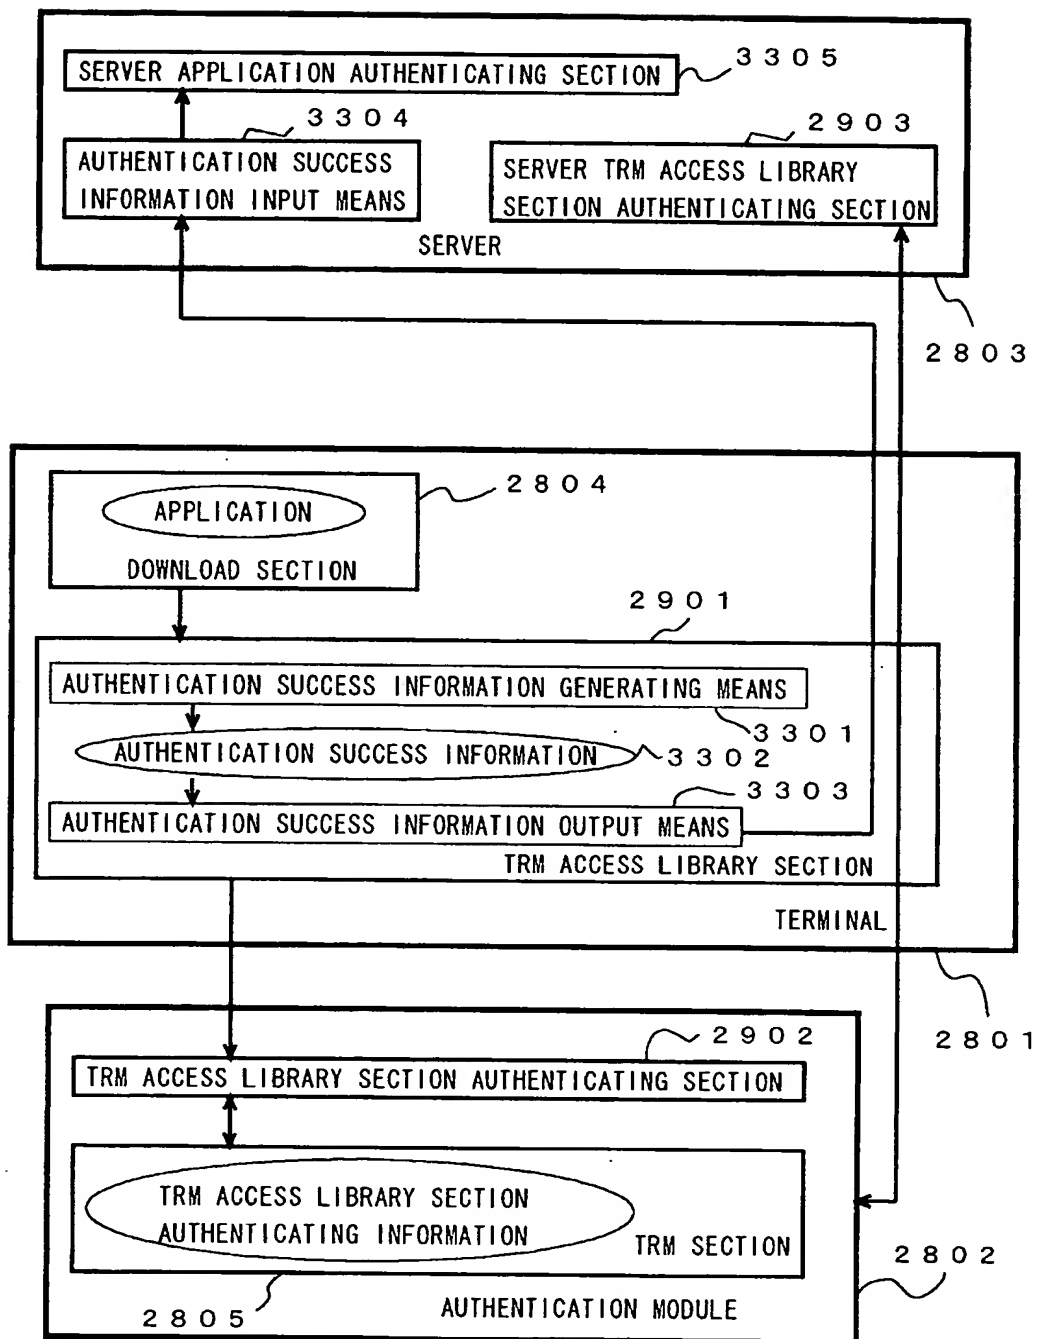 SERVER APPLICATION AUTHENTICATING SECTION
3305
3304
AUTHENTICATION SUCCESS
INFORMATION INPUT MEANS
2903
SERVER TRM ACCESS LIBRARY
SECTION AUTHENTICATING SECTION
SERVER
2803
2804
APPLICATION
DOWNLOAD SECTION
2901
AUTHENTICATION SUCCESS INFORMATION GENERATING MEANS
3301
AUTHENTICATION SUCCESS INFORMATION
3302
3303
AUTHENTICATION SUCCESS INFORMATION OUTPUT MEANS
TRM ACCESS LIBRARY SECTION
TERMINAL
2801
2902
TRM ACCESS LIBRARY SECTION AUTHENTICATING SECTION
TRM ACCESS LIBRARY SECTION
AUTHENTICATING INFORMATION
TRM SECTION
2802
2805
AUTHENTICATION MODULE